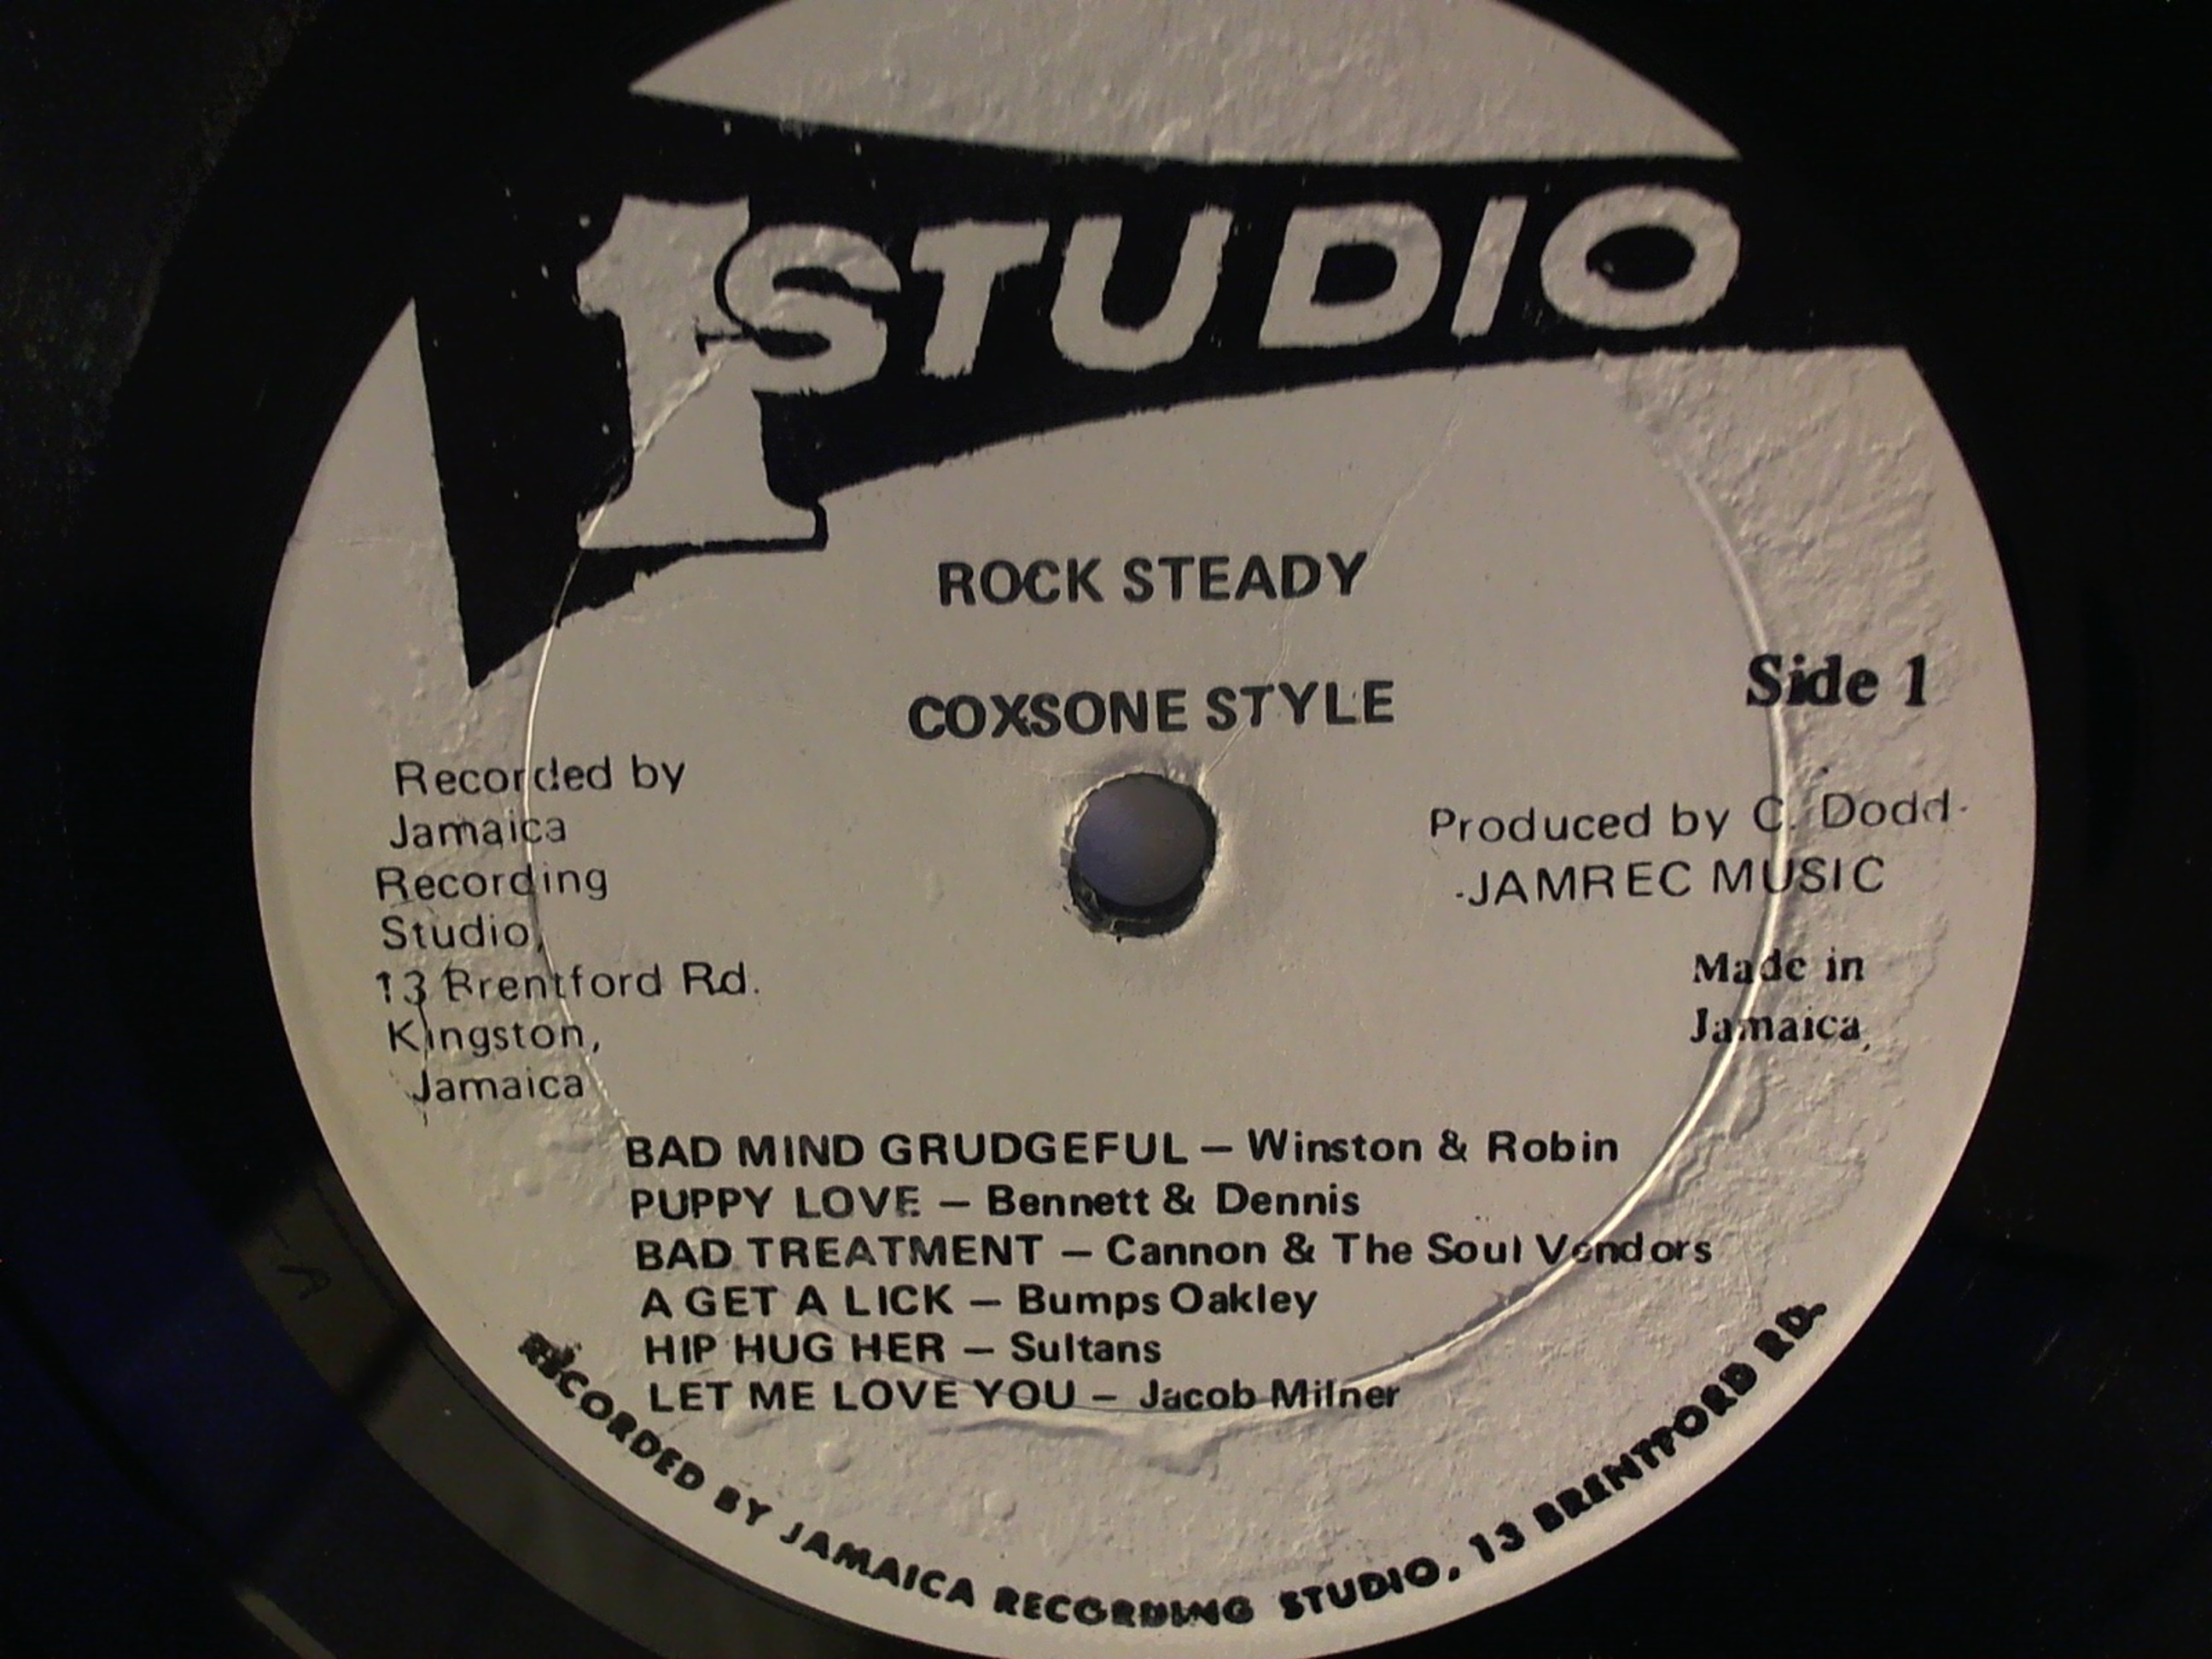 1 STUDIO
ROCK STEADY
COXSONE STYLE
Side 1
Recorded by
Jamaica
Recording
Studio,
13 Brentford Rd.
Kingston,
Jamaica
Produced by C. Dodd
JAMREC MUSIC
Made in
Jamaica
BAD MIND GRUDGEFUL — Winston & Robin
PUPPY LOVE — Bennett & Dennis
BAD TREATMENT — Cannon & The Soul Vendors
A GET A LICK — Bumps Oakley
HIP HUG HER — Sultans
LET ME LOVE YOU — Jacob Milner
RECORDED BY JAMAICA RECORDING STUDIO, 13 BRENTFORD RD.